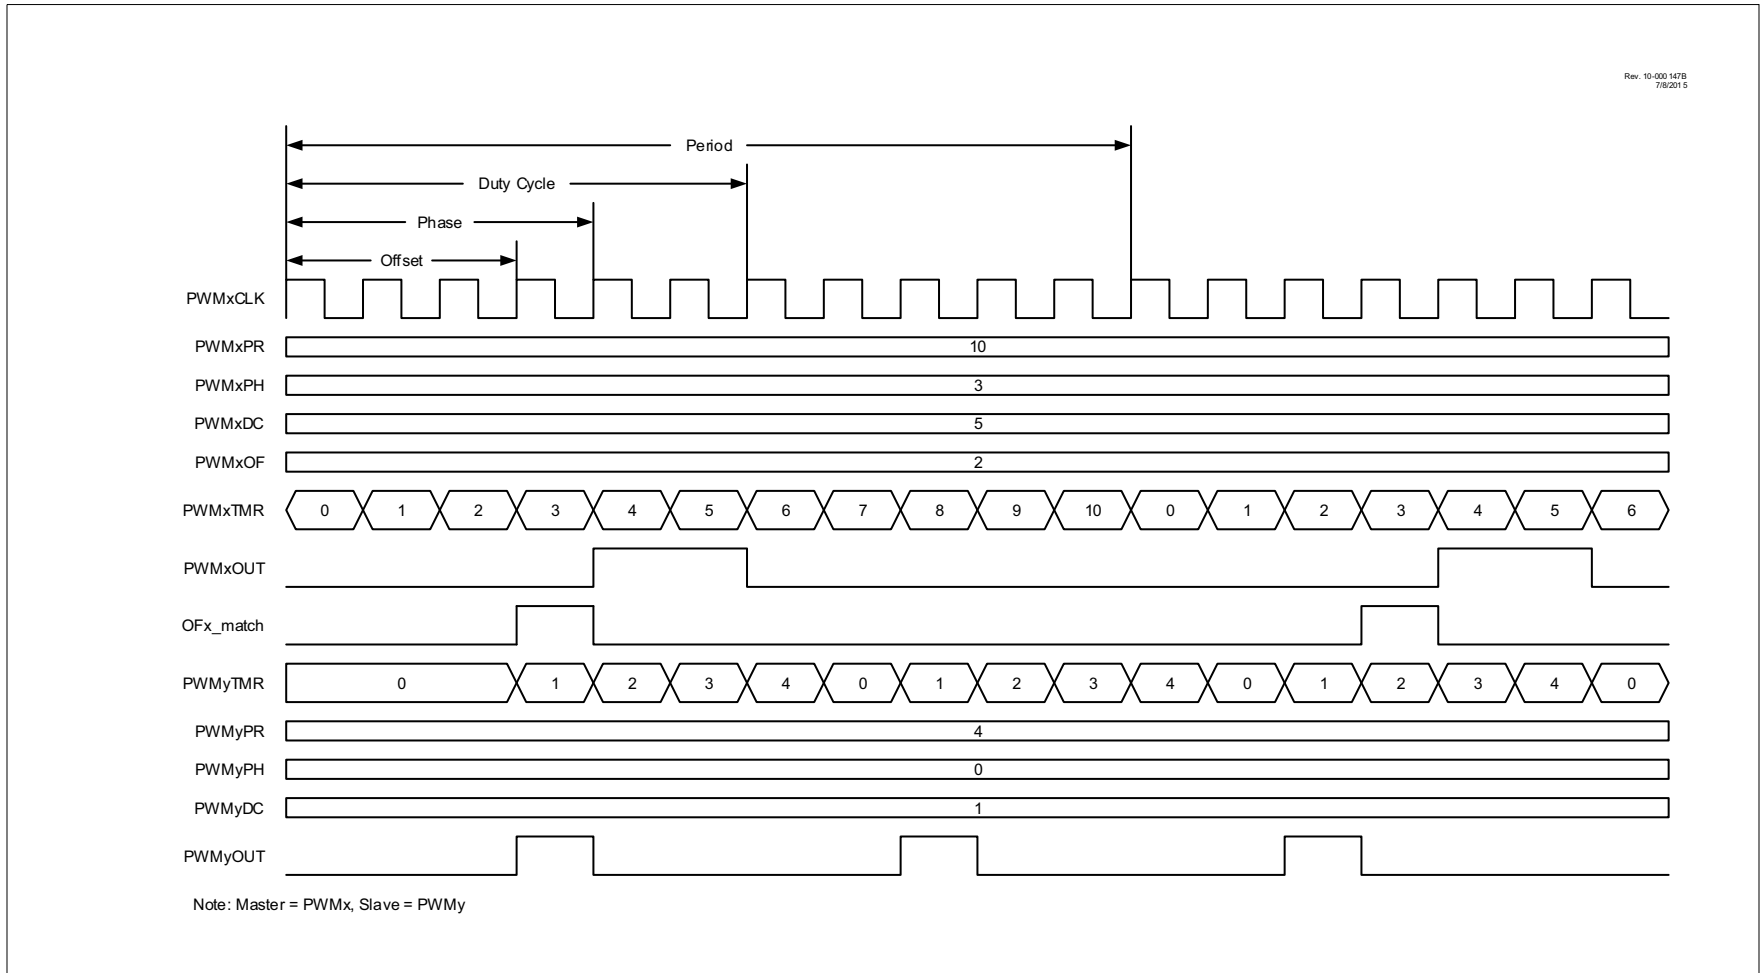 Rev. 10-000 147B
7/8/201 5
Period
Duty Cycle
Phase
Offset
PWMxCLK
PWMxPR 10
PWMxPH 3
PWMxDC 5
PWMxOF 2
PWMxTMR 0 1 2 3 4 5 6 7 8 9 10 0 1 2 3 4 5 6
PWMxOUT
OFx_match
PWMyTMR 0 1 2 3 4 0 1 2 3 4 0 1 2 3 4 0
PWMyPR 4
PWMyPH 0
PWMyDC 1
PWMyOUT
Note: Master = PWMx, Slave = PWMy